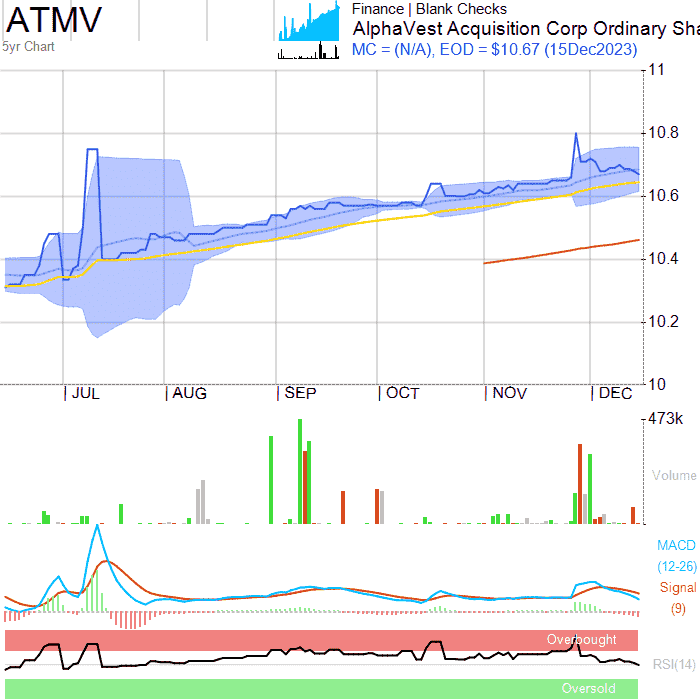 ATMV
5yr Chart
Finance | Blank Checks
AlphaVest Acquisition Corp Ordinary Sha
MC = (N/A), EOD = $10.67 (15Dec2023)
11
10.8
10.6
10.4
10.2
10
JUL AUG SEP OCT NOV DEC
473k
Volume
MACD
(12-26)
Signal
(9)
Overbought
RSI(14)
Oversold